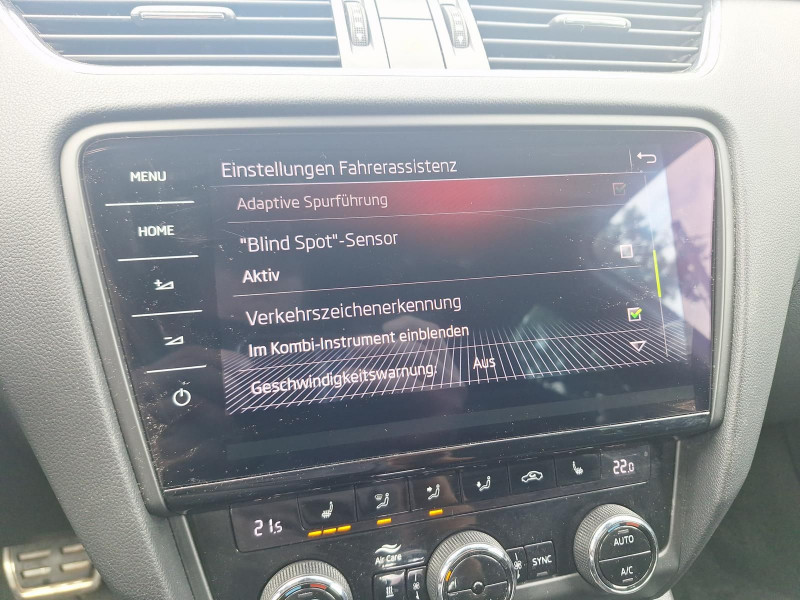 Einstellungen Fahrerassistenz
MENU
Adaptive Spurführung
HOME
"Blind Spot"-Sensor
Aktiv
Verkehrszeichenerkennung
Im Kombi-Instrument einblenden
Geschwindigkeitswarnung: Aus
21,5
22.0
Air Care
SYNC
AUTO
A/C